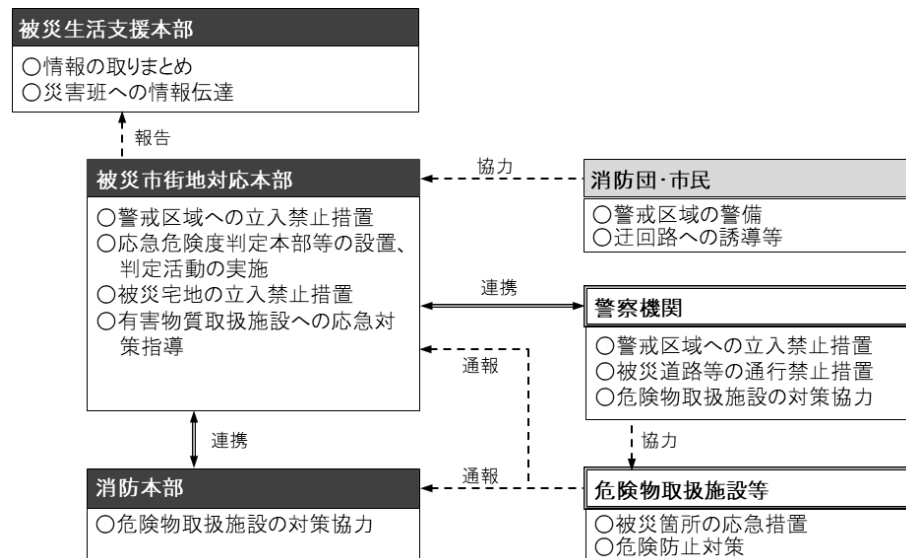 被災生活支援本部
○情報の取りまとめ
○災害班への情報伝達
報告
被災市街地対応本部
○警戒区域への立入禁止措置
○応急危険度判定本部等の設置、
判定活動の実施
○被災宅地の立入禁止措置
○有害物質取扱施設への応急対
策指導
協力
消防団・市民
○警戒区域の警備
○迂回路への誘導等
連携
警察機関
○警戒区域への立入禁止措置
○被災道路等の通行禁止措置
○危険物取扱施設の対策協力
通報
協力
連携
消防本部
○危険物取扱施設の対策協力
通報
危険物取扱施設等
○被災箇所の応急措置
○危険防止対策